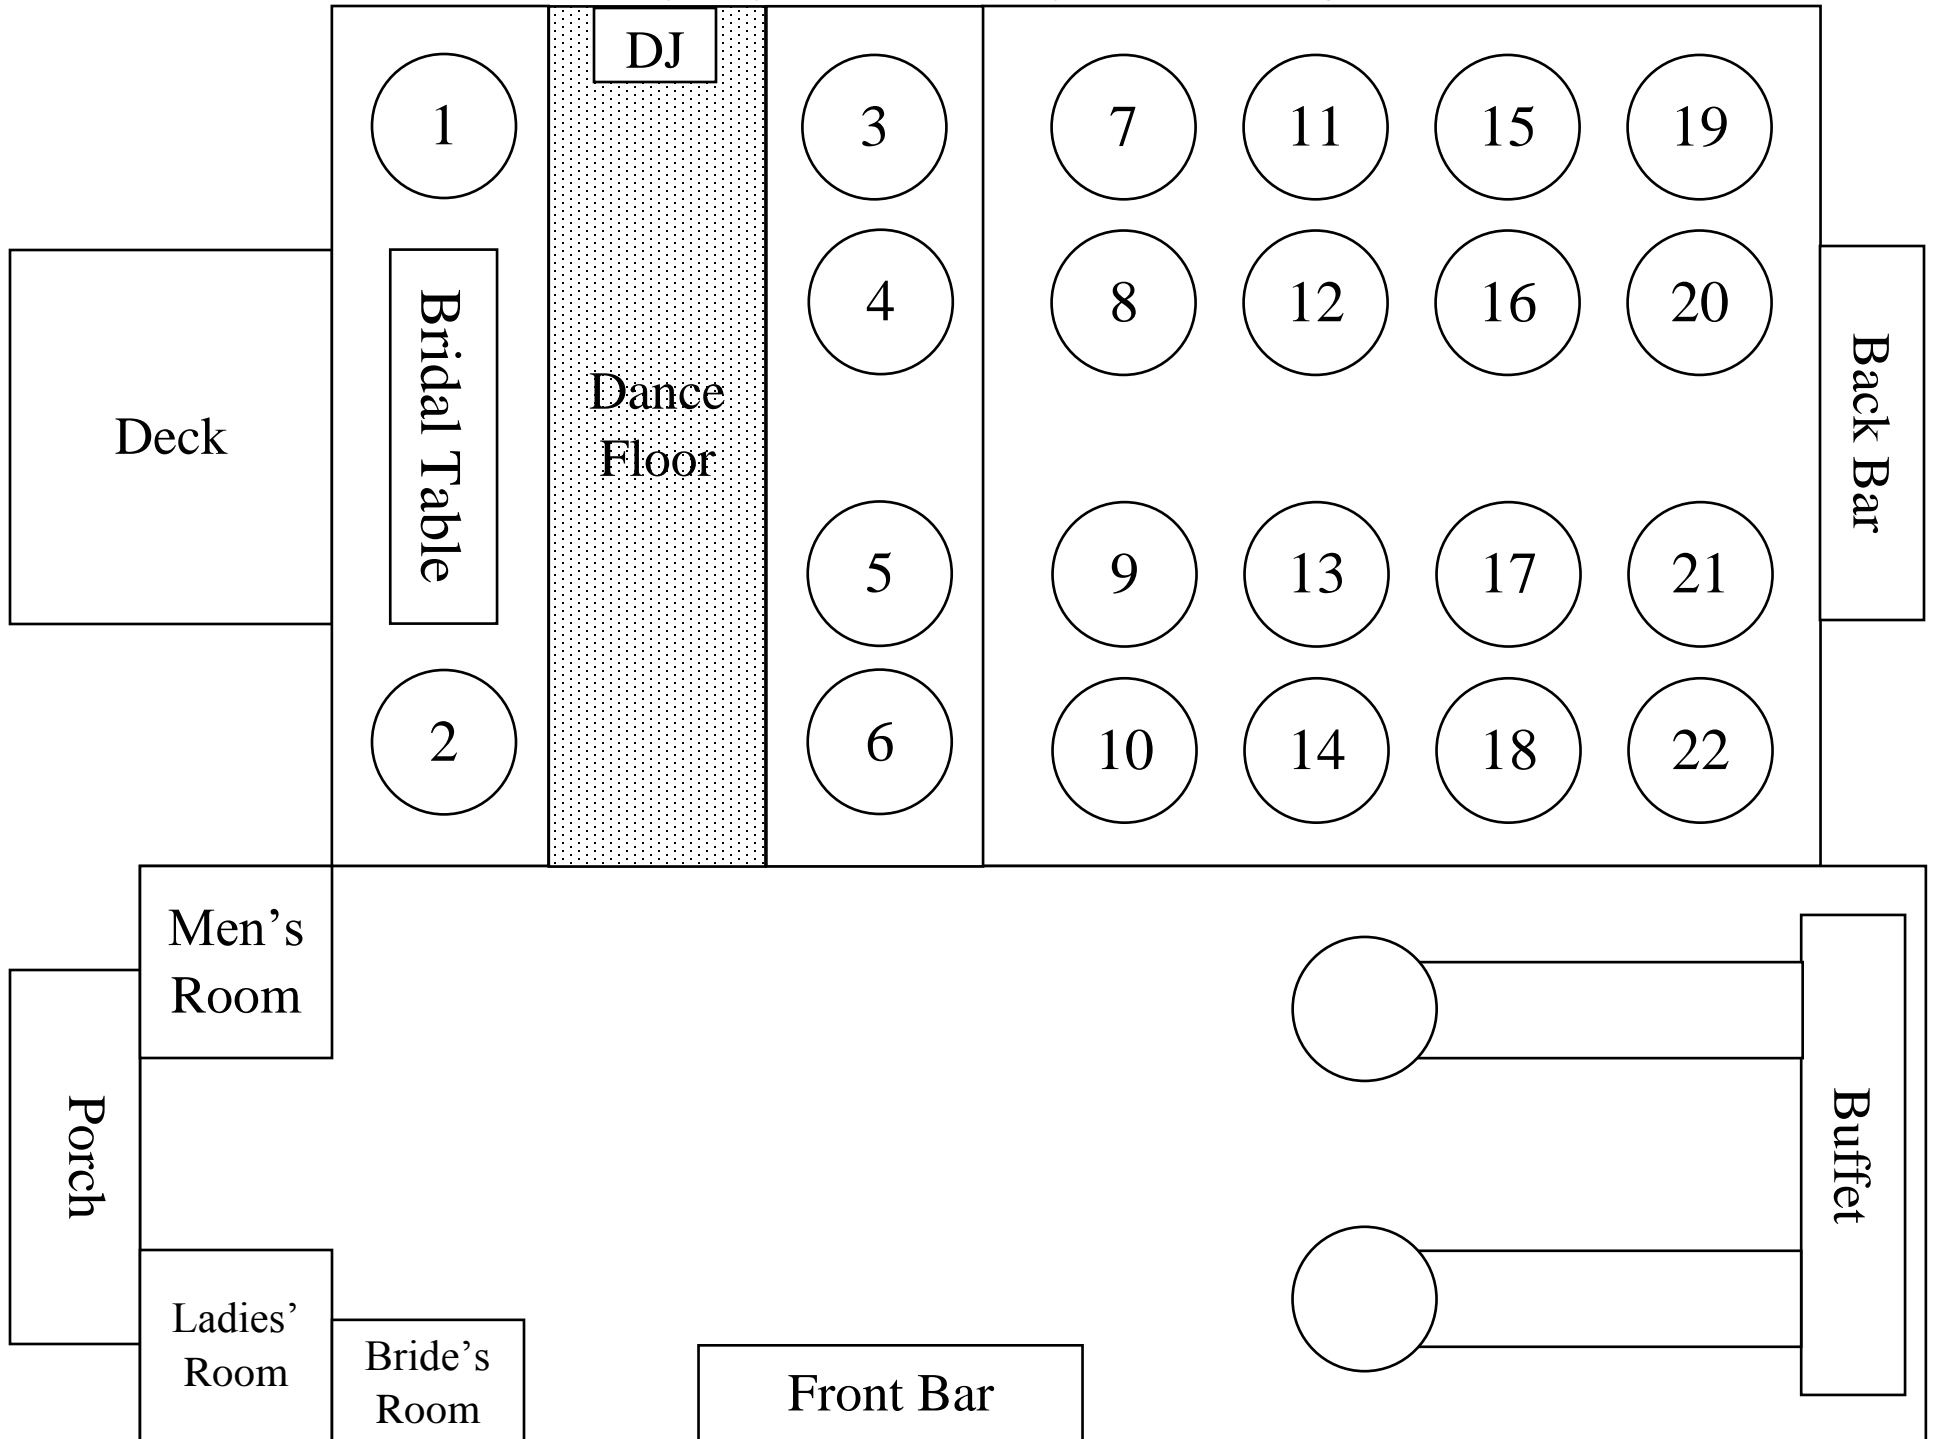 DJ
1
3
7
11
15
19
4
8
12
16
20
Bridal Table
Dance
Floor
Deck
Back Bar
5
9
13
17
21
2
6
10
14
18
22
Men’s
Room
Porch
Buffet
Ladies’
Room
Bride’s
Room
Front Bar